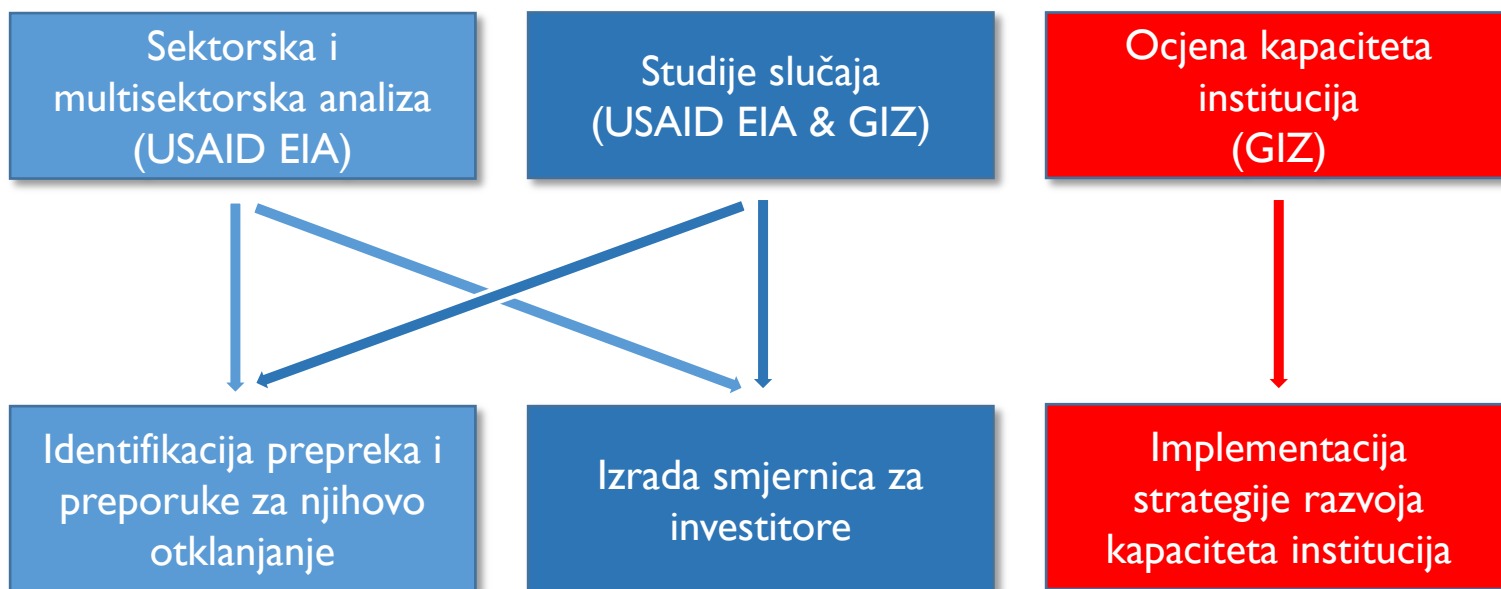 Sektorska i
multisektorska analiza
(USAID EIA)
Studije slučaja
(USAID EIA & GIZ)
Ocjena kapaciteta
institucija
(GIZ)
Identifikacija prepreka i
preporuke za njihovo
otklanjanje
Izrada smjernica za
investitore
Implementacija
strategije razvoja
kapaciteta institucija